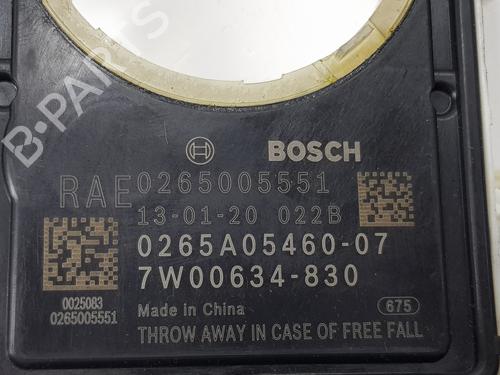 B-Parts
BOSCH
RAE 0265005551
13-01-20 022B
0265A05460-07
7W00634-830
0025083
0265005551
Made in China
675
THROW AWAY IN CASE OF FREE FALL